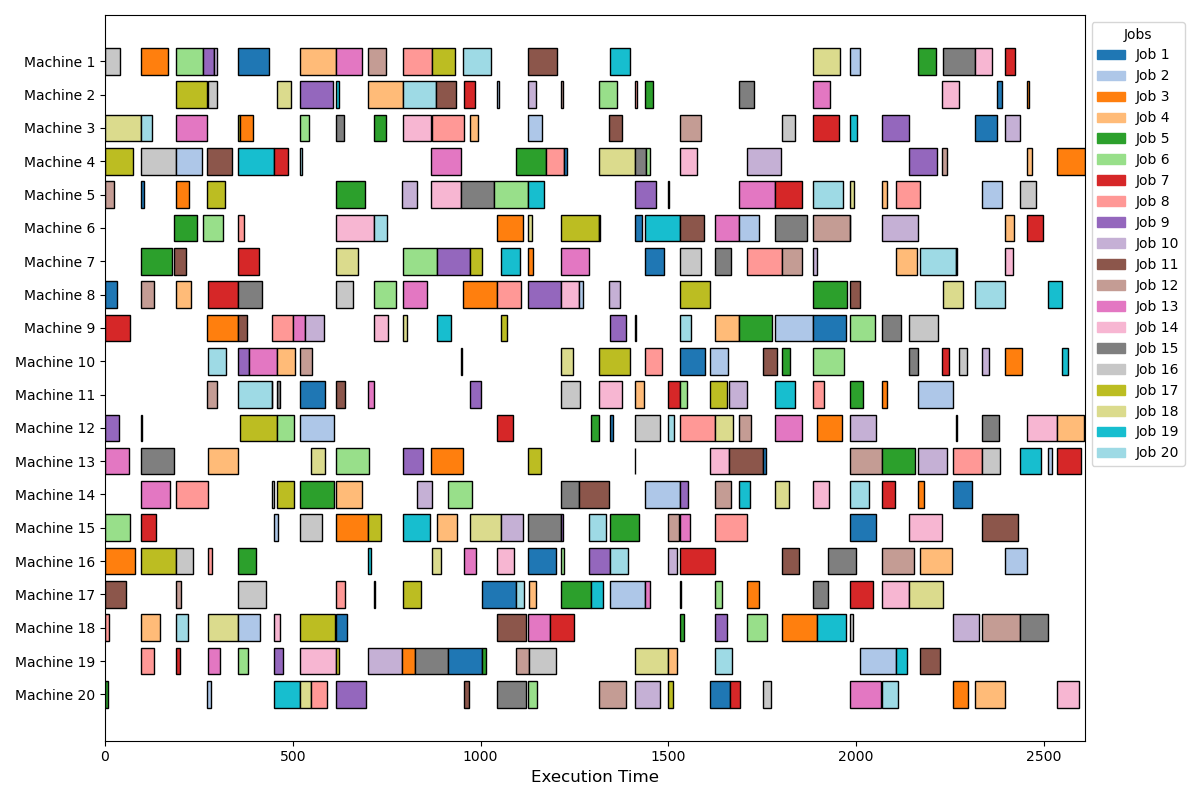 Machine 1
Machine 2
Machine 3
Machine 4
Machine 5
Machine 6
Machine 7
Machine 8
Machine 9
Machine 10
Machine 11
Machine 12
Machine 13
Machine 14
Machine 15
Machine 16
Machine 17
Machine 18
Machine 19
Machine 20
0 500 1000 1500 2000 2500
Execution Time
Jobs
Job 1
Job 2
Job 3
Job 4
Job 5
Job 6
Job 7
Job 8
Job 9
Job 10
Job 11
Job 12
Job 13
Job 14
Job 15
Job 16
Job 17
Job 18
Job 19
Job 20